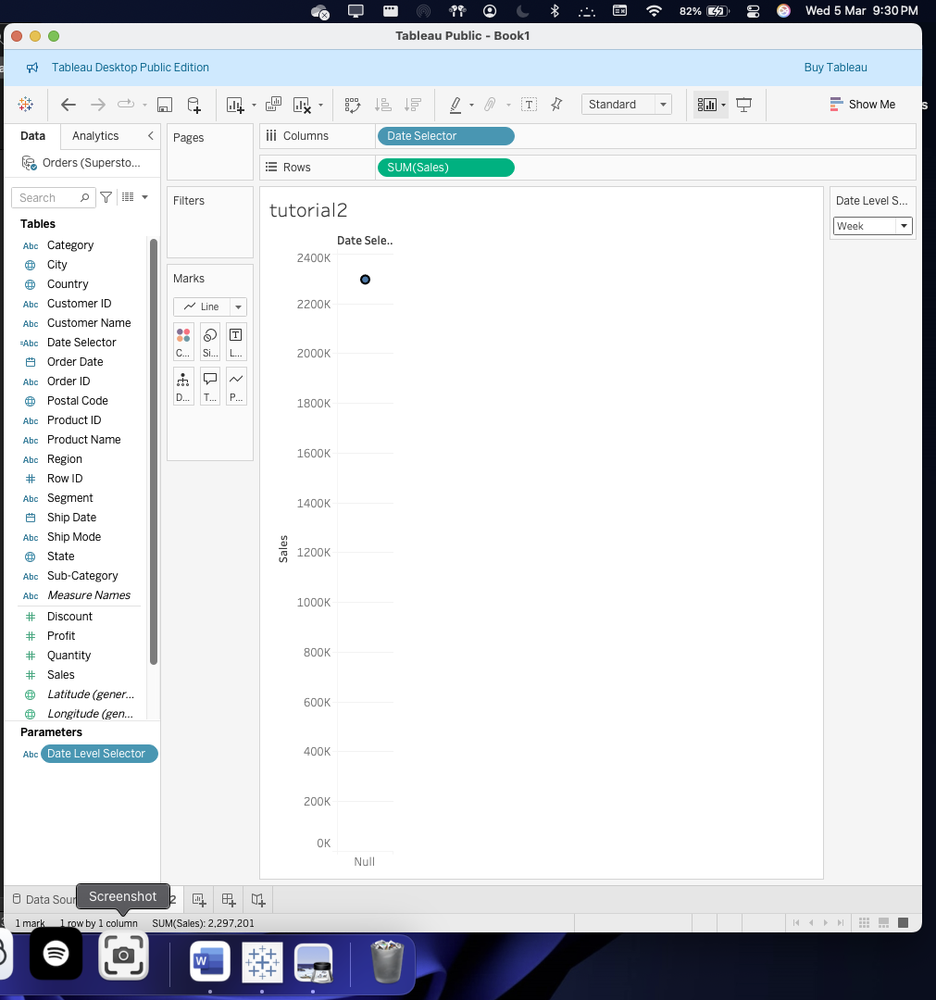 82%
Wed 5 Mar 9:30 PM
Tableau Public - Book1
Tableau Desktop Public Edition
Buy Tableau
Standard
Show Me
Data
Analytics
Orders (Supersto...
Search
Tables
Abc Category
City
Country
Abc Customer ID
Abc Customer Name
=Abc Date Selector
Order Date
Abc Order ID
Postal Code
Abc Product ID
Abc Product Name
Abc Region
# Row ID
Abc Segment
Ship Date
Abc Ship Mode
State
Abc Sub-Category
Abc Measure Names
# Discount
# Profit
# Quantity
# Sales
Latitude (gener...
Longitude (gen...
Parameters
Abc Date Level Selector
Pages
Filters
Marks
Line
C...
Si...
L...
D...
T...
P...
Columns
Date Selector
Rows
SUM(Sales)
tutorial2
Date Sele..
2400K
2200K
2000K
1800K
1600K
1400K
1200K
1000K
800K
600K
400K
200K
0K
Sales
Null
Date Level S...
Week
Data Sour
2
Screenshot
1 mark
1 row by 1 column
SUM(Sales): 2,297,201
W